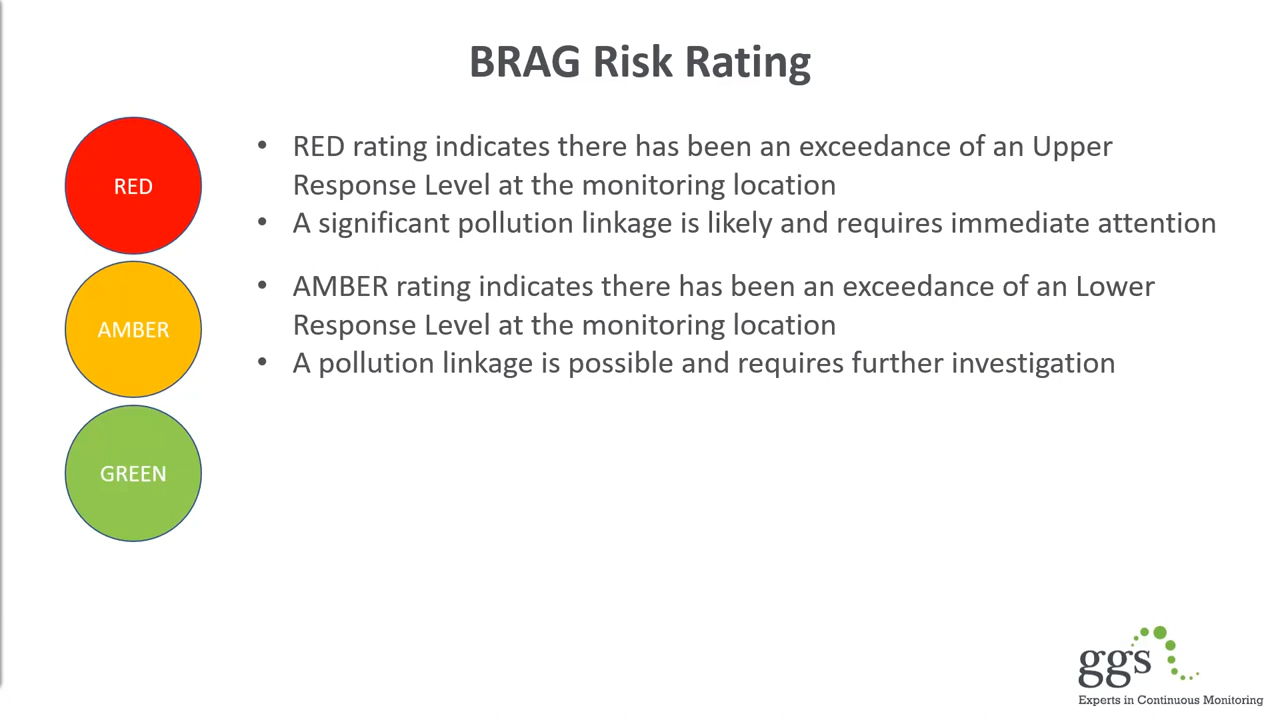 BRAG Risk Rating
RED
• RED rating indicates there has been an exceedance of an Upper
Response Level at the monitoring location
• A significant pollution linkage is likely and requires immediate attention
AMBER
• AMBER rating indicates there has been an exceedance of an Lower
Response Level at the monitoring location
• A pollution linkage is possible and requires further investigation
GREEN
ggs
Experts in Continuous Monitoring